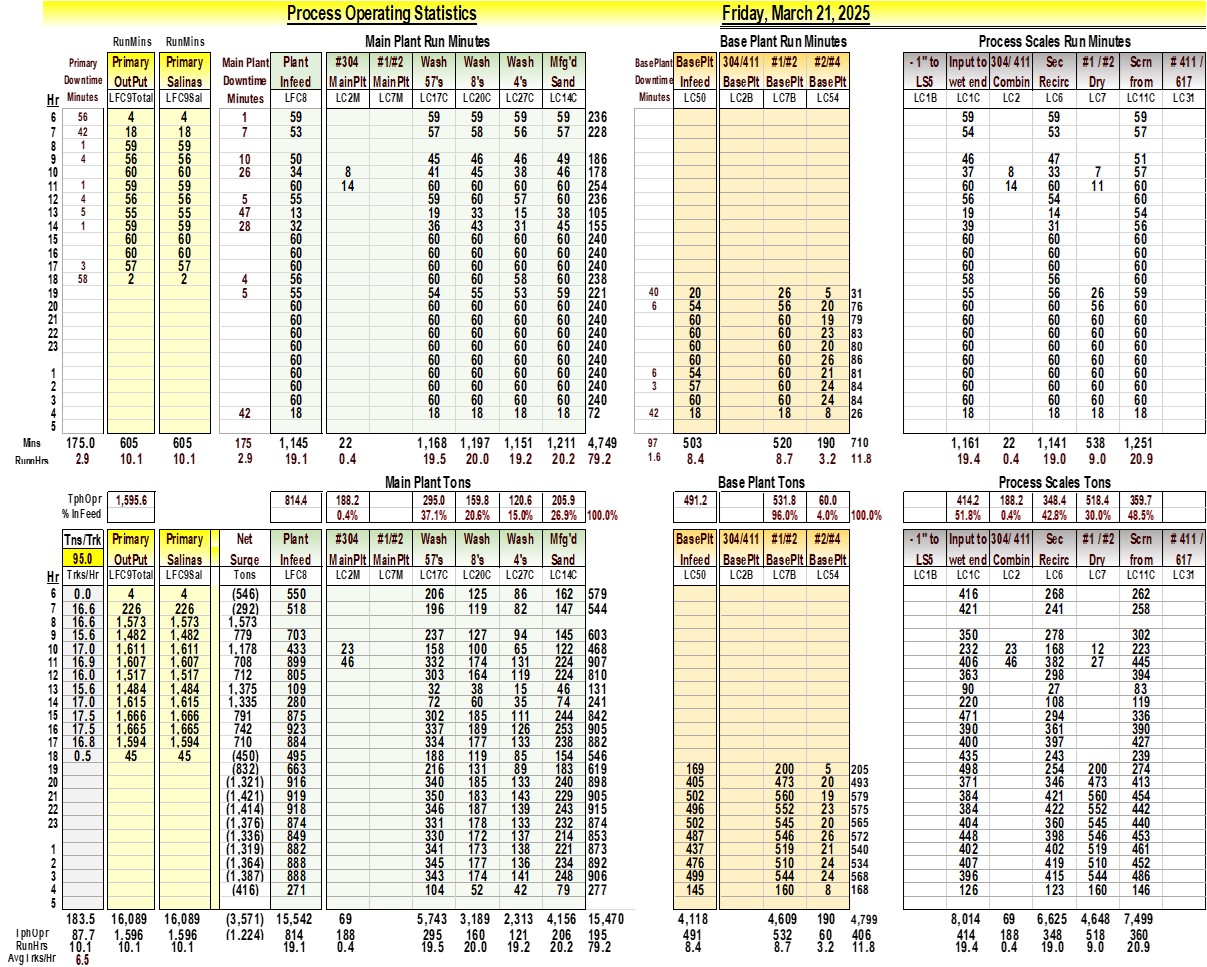 Process Operating Statistics Friday, March 21, 2025
RunMins RunMins Main Plant Run Minutes Base Plant Run Minutes Process Scales Run Minutes
Primary Primary Primary Main Plant Plant #304 #1/#2 Wash Wash Wash Mfg'd BasePlant BasePlt 304/411 #1/#2 #2/#4 - 1" to Input to 304/ 411 Sec #1 / #2 Scrn # 411 /
Downtime OutPut Salinas Downtime Infeed MainPlt MainPlt 57's 8's 4's Sand Downtime Infeed BasePlt BasePlt BasePlt LS5 wet end Combin Recirc Dry from 617
Hr Minutes LFC9Total LFC9Sal Minutes LFC8 LC2M LC7M LC17C LC20C LC27C LC14C Minutes LC50 LC2B LC7B LC54 LC1B LC1C LC2 LC6 LC7 LC11C LC31
6 56 4 4 1 59 59 59 59 59 236 59 59 59
7 42 18 18 7 53 57 58 56 57 228 54 53 57
8 1 59 59
9 4 56 56 10 50 45 46 46 49 186 46 47 51
10 60 60 26 34 8 41 45 38 46 178 37 8 33 7 57
11 1 59 59 60 14 60 60 60 60 254 60 14 60 11 60
12 4 56 56 5 55 59 60 57 60 236 56 54 60
13 5 55 55 47 13 19 33 15 38 105 19 14 54
14 1 59 59 28 32 36 43 31 45 155 39 31 56
15 60 60 60 60 60 60 60 240 60 60 60
16 60 60 60 60 60 60 60 240 60 60 60
17 3 57 57 60 60 60 60 60 240 60 60 60
18 58 2 2 4 56 60 60 58 60 238 58 56 60
19 5 55 54 55 53 59 221 40 20 26 5 31 55 56 26 59
20 60 60 60 60 60 240 6 54 56 20 76 60 60 56 60
21 60 60 60 60 60 240 60 60 19 79 60 60 60 60
22 60 60 60 60 60 240 60 60 23 83 60 60 60 60
23 60 60 60 60 60 240 60 60 20 80 60 60 60 60
60 60 60 60 60 240 60 60 26 86 60 60 60 60
1 60 60 60 60 60 240 6 54 60 21 81 60 60 60 60
2 60 60 60 60 60 240 3 57 60 24 84 60 60 60 60
3 60 60 60 60 60 240 60 60 24 84 60 60 60 60
4 42 18 18 18 18 18 72 42 18 18 8 26 18 18 18 18
5
Mins 175.0 605 605 175 1,145 22 1,168 1,197 1,151 1,211 4,749 97 503 520 190 710 1,161 22 1,141 538 1,251
RunnHrs 2.9 10.1 10.1 2.9 19.1 0.4 19.5 20.0 19.2 20.2 79.2 1.6 8.4 8.7 3.2 11.8 19.4 0.4 19.0 9.0 20.9
Main Plant Tons Base Plant Tons Process Scales Tons
TphOpr 1,595.6 814.4 188.2 295.0 159.8 120.6 205.9 491.2 531.8 60.0 414.2 188.2 348.4 518.4 359.7
% InFeed 0.4% 37.1% 20.6% 15.0% 26.9% 100.0% 96.0% 4.0% 100.0% 51.8% 0.4% 42.8% 30.0% 48.5%
Tns/Trk Primary Primary Net Plant #304 #1/#2 Wash Wash Wash Mfg'd BasePlt 304/411 #1/#2 #2/#4 - 1" to Input to 304/ 411 Sec #1 / #2 Scrn # 411 /
95.0 OutPut Salinas Surge Infeed MainPlt MainPlt 57's 8's 4's Sand Infeed BasePlt BasePlt BasePlt LS5 wet end Combin Recirc Dry from 617
Hr Trks/Hr LFC9Total LFC9Sal Tons LFC8 LC2M LC7M LC17C LC20C LC27C LC14C LC50 LC2B LC7B LC54 LC1B LC1C LC2 LC6 LC7 LC11C LC31
6 0.0 4 4 (546) 550 206 125 86 162 579 416 268 262
7 16.6 226 226 (292) 518 196 119 82 147 544 421 241 258
8 16.6 1,573 1,573 1,573
9 15.6 1,482 1,482 779 703 237 127 94 145 603 350 278 302
10 17.0 1,611 1,611 1,178 433 23 158 100 65 122 468 232 23 168 12 223
11 16.9 1,607 1,607 708 899 46 332 174 131 224 907 406 46 382 27 445
12 16.0 1,517 1,517 712 805 303 164 119 224 810 363 298 394
13 15.6 1,484 1,484 1,375 109 32 38 15 46 131 90 27 83
14 17.0 1,615 1,615 1,335 280 72 60 35 74 241 220 108 119
15 17.5 1,666 1,666 791 875 302 185 111 244 842 471 294 336
16 17.5 1,665 1,665 742 923 337 189 126 253 905 390 361 390
17 16.8 1,594 1,594 710 884 334 177 133 238 882 400 397 427
18 0.5 45 45 (450) 495 188 119 85 154 546 435 243 239
19 (832) 663 216 131 89 183 619 169 200 5 205 498 254 200 274
20 (1,321) 916 340 185 133 240 898 405 473 20 493 371 346 473 413
21 (1,421) 919 350 183 143 229 905 502 560 19 579 384 421 560 454
22 (1,414) 918 346 187 139 243 915 496 552 23 575 384 422 552 442
23 (1,376) 874 331 178 133 232 874 502 545 20 565 404 360 545 440
(1,336) 849 330 172 137 214 853 487 546 26 572 448 398 546 453
1 (1,319) 882 341 173 138 221 873 437 519 21 540 402 402 519 461
2 (1,364) 888 345 177 136 234 892 476 510 24 534 407 419 510 452
3 (1,387) 888 343 174 141 248 906 499 544 24 568 396 415 544 486
4 (416) 271 104 52 42 79 277 145 160 8 168 126 123 160 146
5
183.5 16,089 16,089 (3,571) 15,542 69 5,743 3,189 2,313 4,156 15,470 4,118 4,609 190 4,799 8,014 69 6,625 4,648 7,499
TphOpr 87.7 1,596 1,596 (1,224) 814 188 295 160 121 206 195 491 532 60 406 414 188 348 518 360
RunHrs 10.1 10.1 10.1 19.1 0.4 19.5 20.0 19.2 20.2 79.2 8.4 8.7 3.2 11.8 19.4 0.4 19.0 9.0 20.9
AvgTrks/Hr 6.5